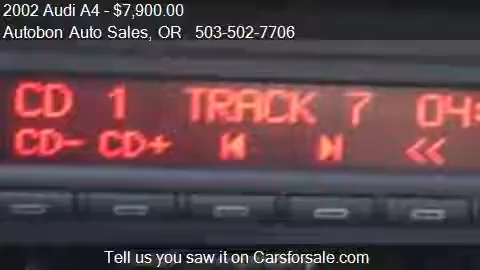 2002 Audi A4 - $7,900.00
Autobon Auto Sales, OR 503-502-7706
CD 1 TRACK 7 04:
CD- CD+ <<
Tell us you saw it on Carsforsale.com